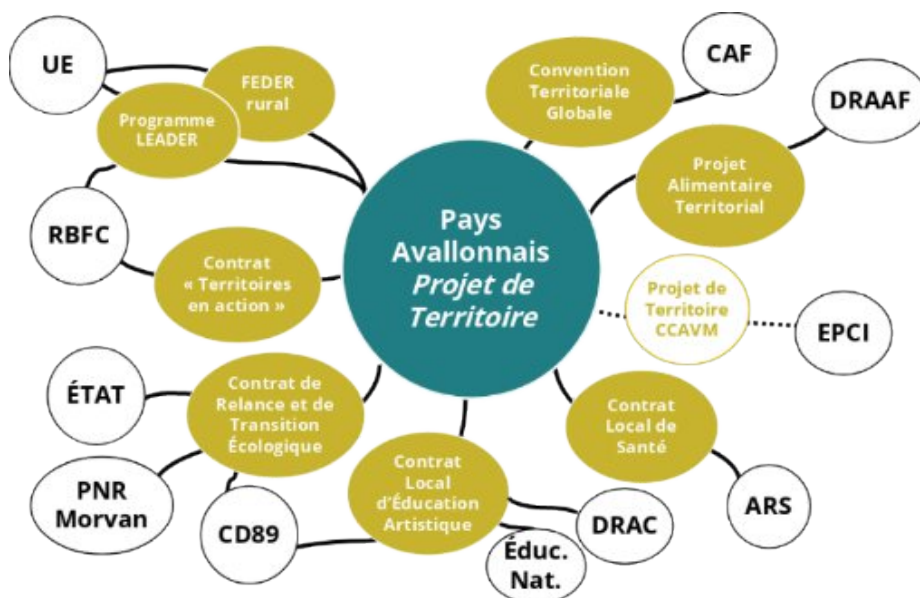 UE
FEDER
rural
Programme
LEADER
RBFC
Contrat
« Territoires
en action »
ÉTAT
Contrat de
Relance et de
Transition
Écologique
PNR
Morvan
CD89
Contrat
Local
d'Éducation
Artistique
Éduc.
Nat.
DRAC
Pays
Avallonnais
Projet de
Territoire
Convention
Territoriale
Globale
CAF
DRAAF
Projet
Alimentaire
Territorial
Projet de
Territoire
CCAVM
EPCI
Contrat
Local de
Santé
ARS